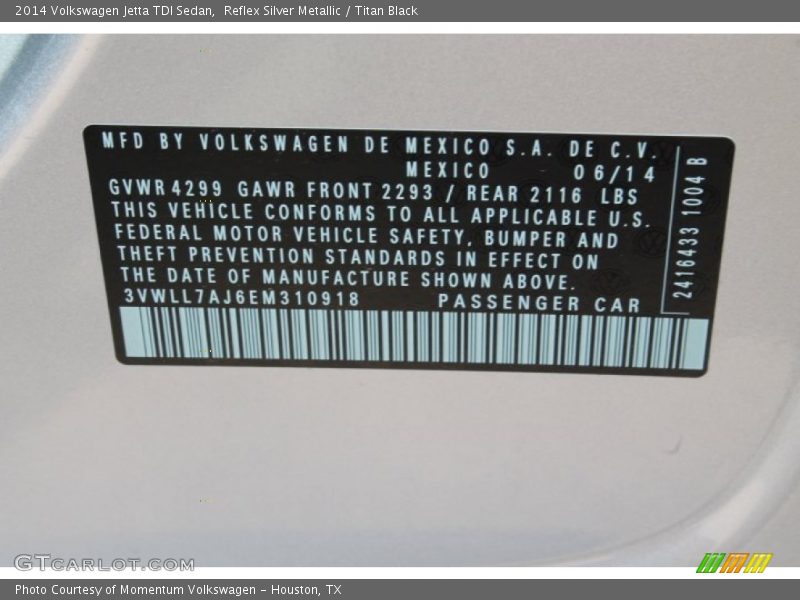 2014 Volkswagen Jetta TDI Sedan, Reflex Silver Metallic / Titan Black
MFD BY VOLKSWAGEN DE MEXICO S.A. DE C.V.
MEXICO 06/14
GVWR 4299 GAWR FRONT 2293 / REAR 2116 LBS
THIS VEHICLE CONFORMS TO ALL APPLICABLE U.S.
FEDERAL MOTOR VEHICLE SAFETY, BUMPER AND
THEFT PREVENTION STANDARDS IN EFFECT ON
THE DATE OF MANUFACTURE SHOWN ABOVE.
3VWLL7AJ6EM310918 PASSENGER CAR
2416433 1004 B
GTCARLOT.COM
Photo Courtesy of Momentum Volkswagen - Houston, TX